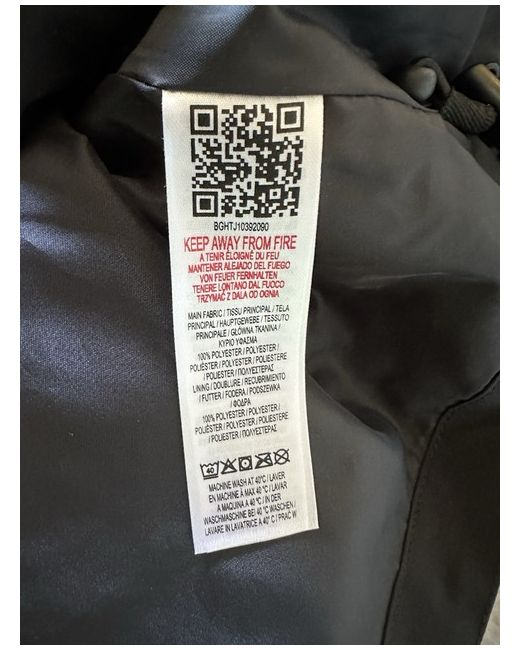 BGHTJ10392090
KEEP AWAY FROM FIRE
A TENIR ÉLOIGNÉ DU FEU
MANTENER ALEJADO DEL FUEGO
VON FEUER FERNHALTEN
TENERE LONTANO DAL FUOCO
TRZYMAĆ Z DALA OD OGNIA
MAIN FABRIC / TISSU PRINCIPAL / TELA
PRINCIPAL / HAUPTGEWEBE / TESSUTO
PRINCIPALE / GŁÓWNA TKANINA /
ΚΥΡΙΟ ΥΦΑΣΜΑ
100% POLYESTER / POLYESTER /
POLIÉSTER / POLYESTER / POLIESTERE
/ POLIESTER / ΠΟΛΥΕΣΤΕΡΑΣ
LINING / DOUBLURE / RECUBRIMIENTO
/ FUTTER / FODERA / PODSZEWKA
/ ΦΟΔΡΑ
100% POLYESTER / POLYESTER /
POLIÉSTER / POLYESTER / POLIESTERE
/ POLIESTER / ΠΟΛΥΕΣΤΕΡΑΣ
40
MACHINE WASH AT 40°C / LAVER
EN MACHINE À MAX 40 °C / LAVAR
A MAQUINA A 40 °C / IN DER
WASCHMASCHINE BEI 40 °C WASCHEN /
LAVARE IN LAVATRICE A 40° C / PRAĆ W